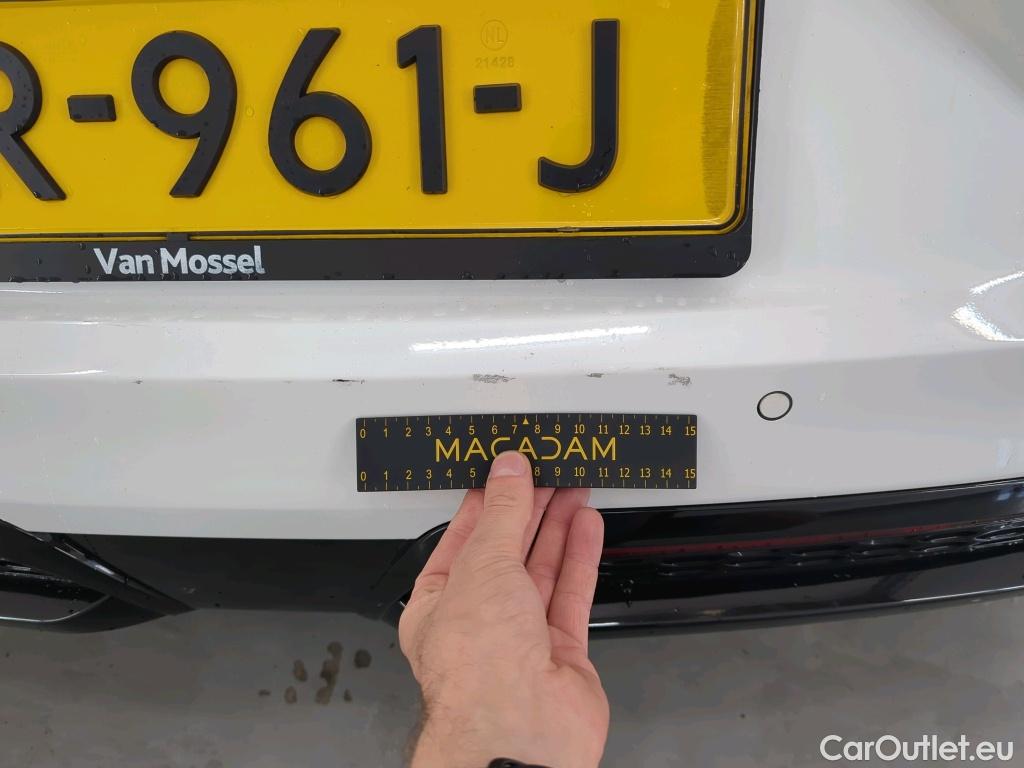 R-961-J
NL
21428
Van Mossel
0 1 2 3 4 5 6 7 8 9 10 11 12 13 14 15
MACADAM
0 1 2 3 4 5 8 9 10 11 12 13 14 15
CarOutlet.eu